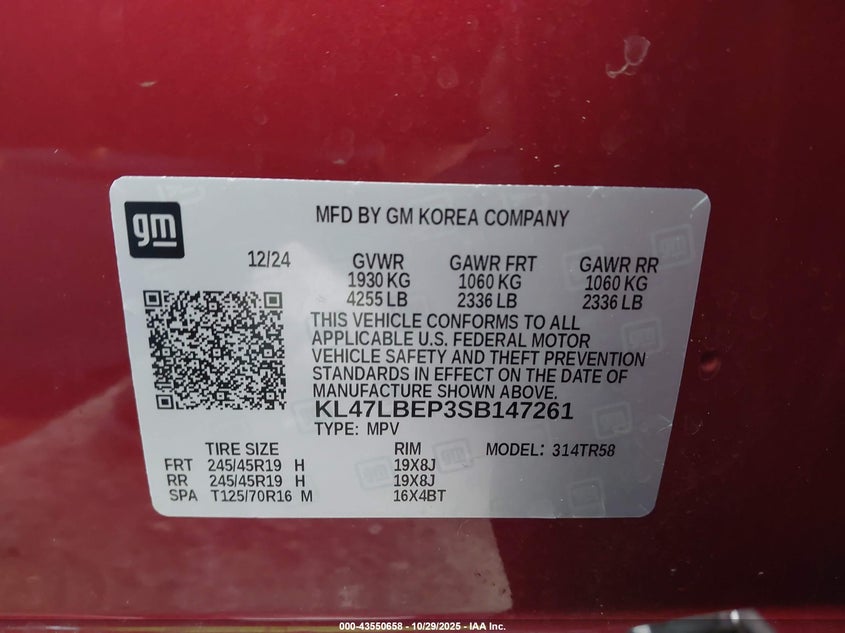 gm
MFD BY GM KOREA COMPANY
12/24 GVWR GAWR FRT GAWR RR
1930 KG 1060 KG 1060 KG
4255 LB 2336 LB 2336 LB
THIS VEHICLE CONFORMS TO ALL
APPLICABLE U.S. FEDERAL MOTOR
VEHICLE SAFETY AND THEFT PREVENTION
STANDARDS IN EFFECT ON THE DATE OF
MANUFACTURE SHOWN ABOVE.
KL47LBEP3SB147261
TYPE: MPV
TIRE SIZE RIM MODEL: 314TR58
FRT 245/45R19 H 19X8J
RR 245/45R19 H 19X8J
SPA T125/70R16 M 16X4BT
000-43550658 - 10/29/2025 - IAA Inc.